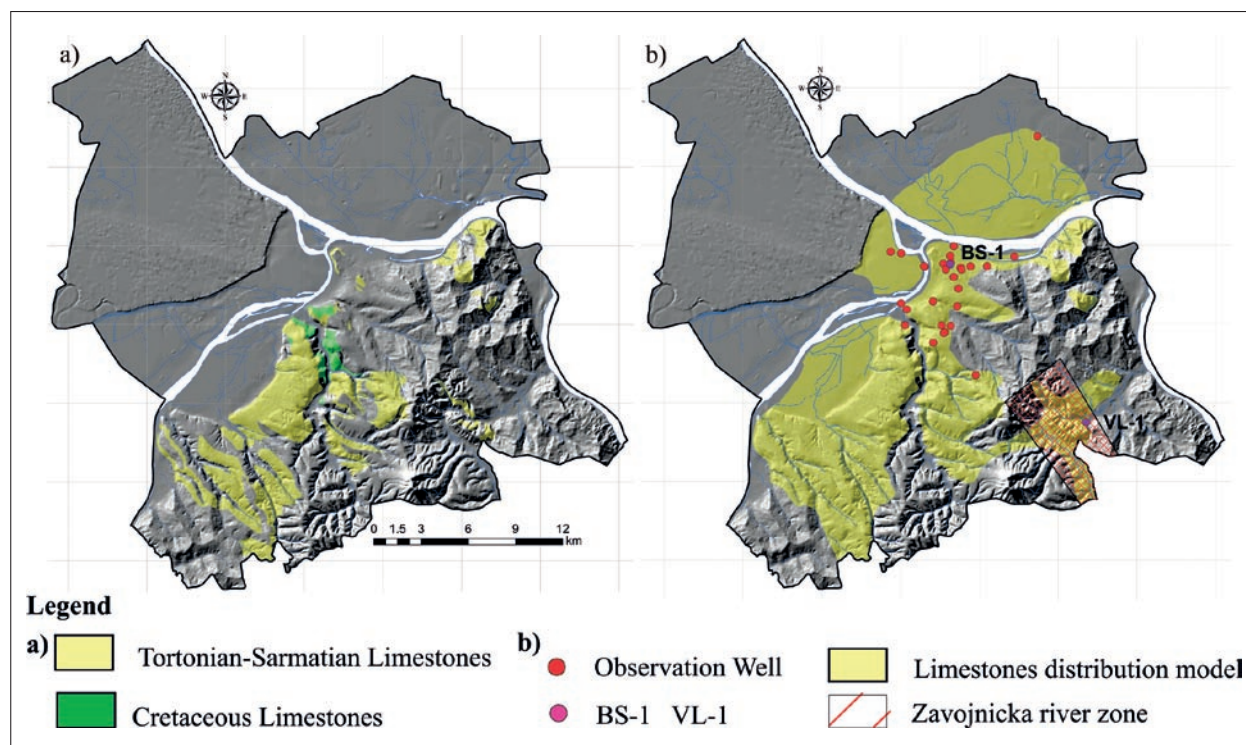 a)
b)
N
W
E
S
N
W
E
S
BS-1
VL-1
0 1.5 3 6 9 12
km
Legend
a)
Tortonian-Sarmatian Limestones
Cretaceous Limestones
b)
Observation Well
BS-1 VL-1
Limestones distribution model
Zavojnicka river zone